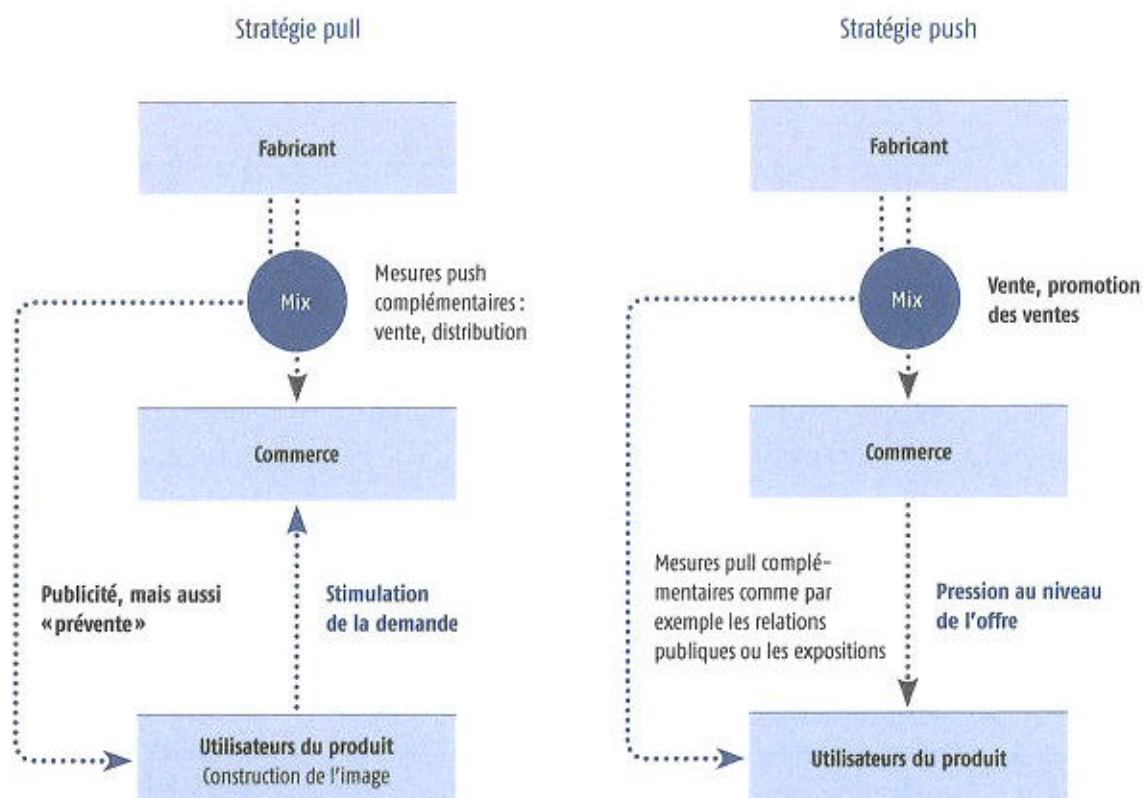 Stratégie pull
Fabricant
Mix
Mesures push
complémentaires :
vente, distribution
Commerce
Publicité, mais aussi
« prévente »
Stimulation
de la demande
Utilisateurs du produit
Construction de l'image
Stratégie push
Fabricant
Mix
Vente, promotion
des ventes
Commerce
Mesures pull complé-
mentaires comme par
exemple les relations
publiques ou les expositions
Pression au niveau
de l'offre
Utilisateurs du produit